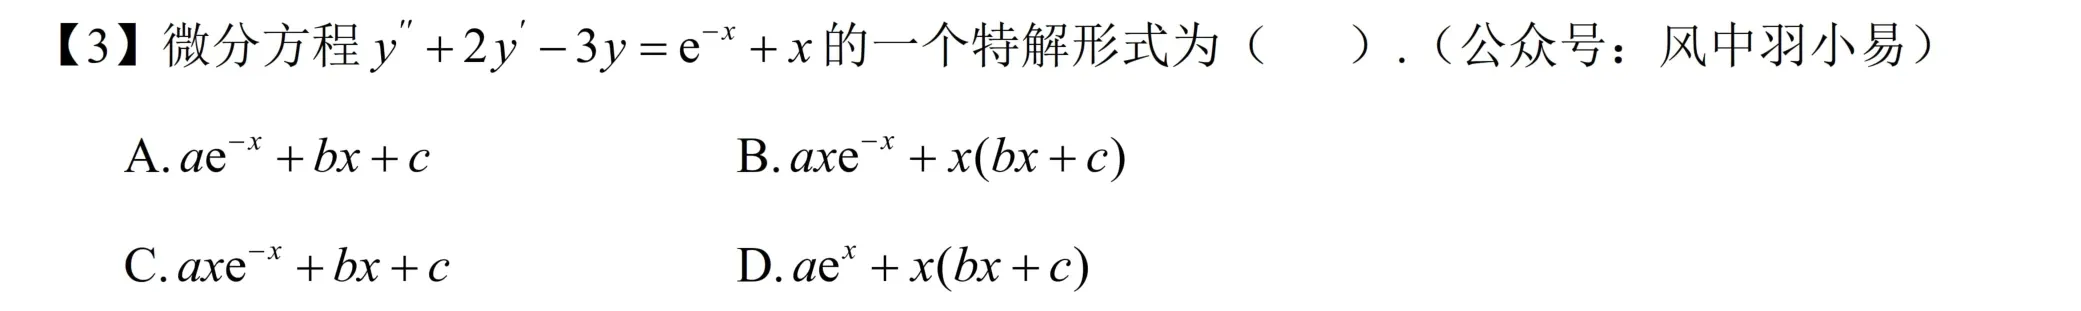 【3】微分方程 y″ + 2y′ − 3y = e⁻ˣ + x 的一个特解形式为（　　）.（公众号：风中羽小易）
A. ae⁻ˣ + bx + c　　B. axe⁻ˣ + x(bx + c)
C. axe⁻ˣ + bx + c　　D. aeˣ + x(bx + c)